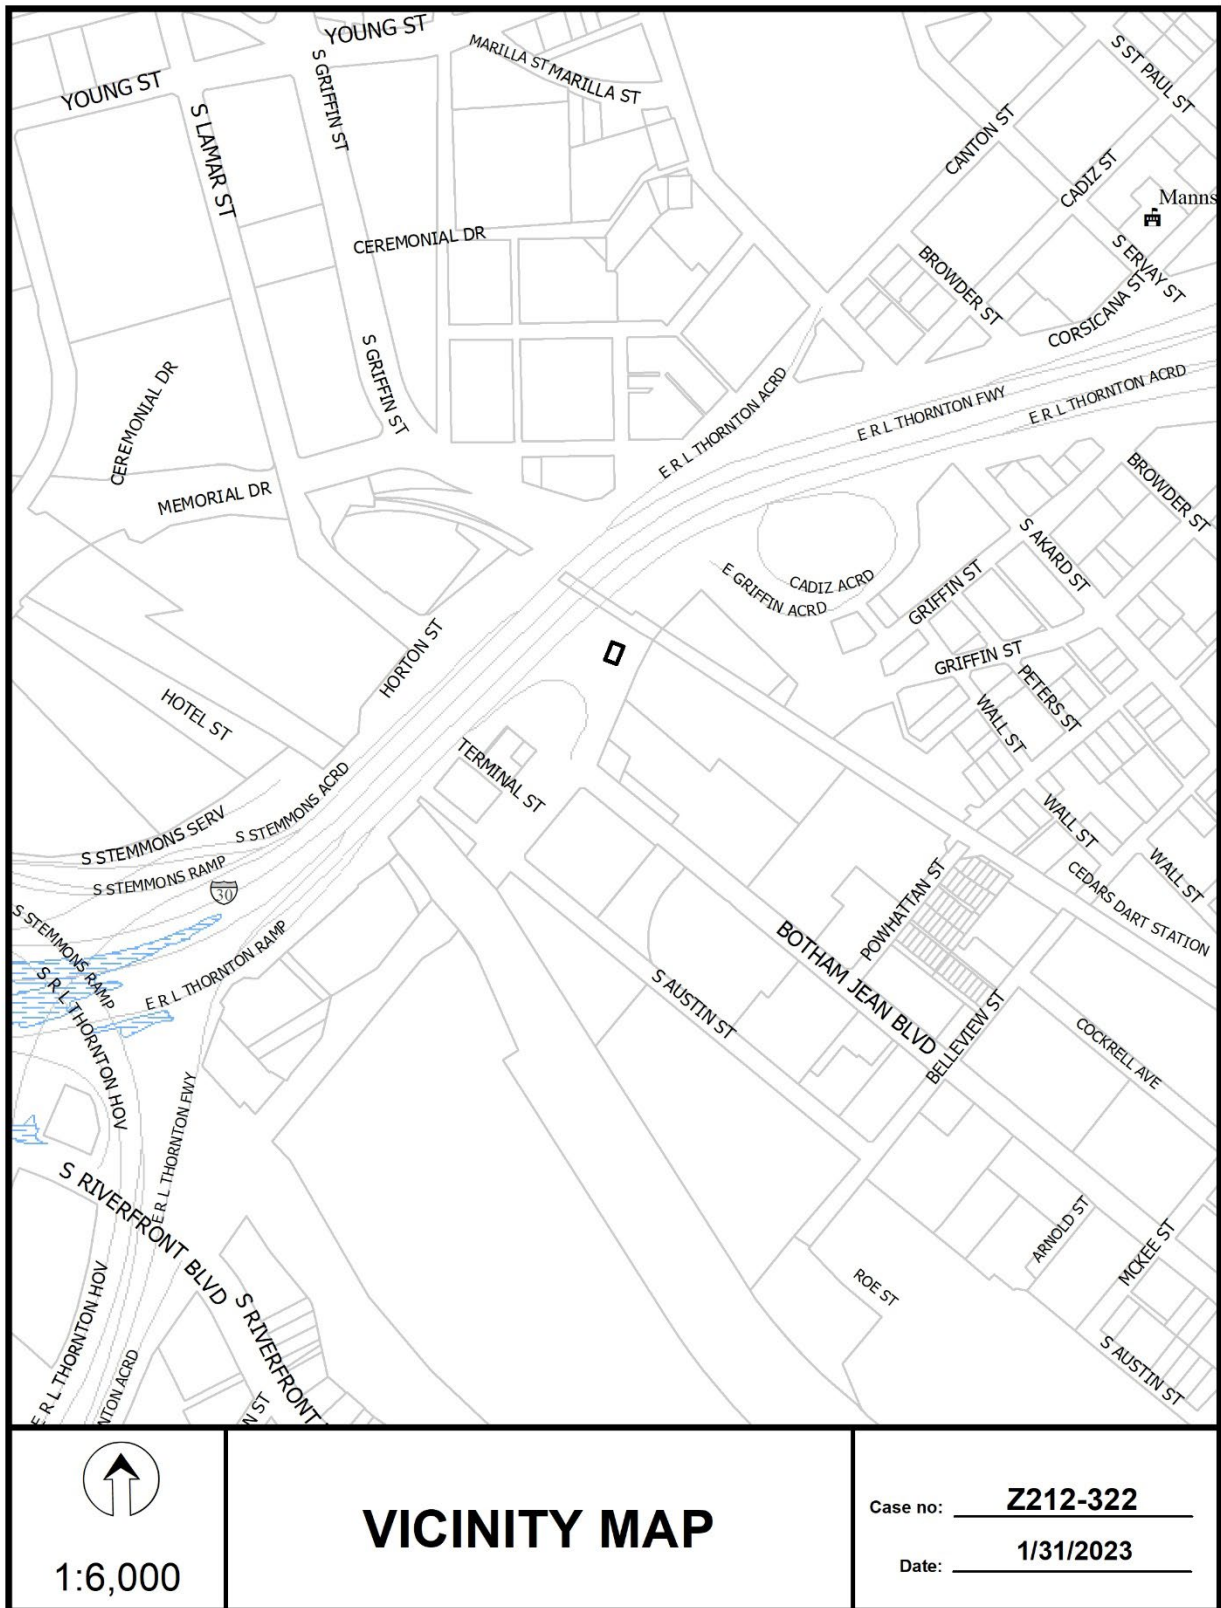 YOUNG ST
MARILLA ST
MARILLA ST
S ST PAUL ST
YOUNG ST
S GRIFFIN ST
S LAMAR ST
CANTON ST
CADIZ ST
Manns
CEREMONIAL DR
BROWDER ST
S ERVAY ST
CORSICANA ST
S GRIFFIN ST
CEREMONIAL DR
E R L THORNTON ACRD
E R L THORNTON FWY
E R L THORNTON ACRD
MEMORIAL DR
BROWDER ST
S AKARD ST
CADIZ ACRD
E GRIFFIN ACRD
GRIFFIN ST
HORTON ST
GRIFFIN ST
PETERS ST
HOTEL ST
WALL ST
TERMINAL ST
S STEMMONS SERV
S STEMMONS ACRD
WALL ST
S STEMMONS RAMP
30
WALL ST
CEDARS DART STATION
POWHATTAN ST
S STEMMONS RAMP
E R L THORNTON RAMP
BOTHAM JEAN BLVD
S AUSTIN ST
S R L THORNTON HOV
BELLEVIEW ST
COCKRELL AVE
E R L THORNTON FWY
S RIVERFRONT BLVD
ARNOLD ST
MCKEE ST
ROE ST
E R L THORNTON HOV
S RIVERFRONT
NTON ACRD
N ST
S AUSTIN ST
1:6,000
VICINITY MAP
Case no: Z212-322
Date: 1/31/2023